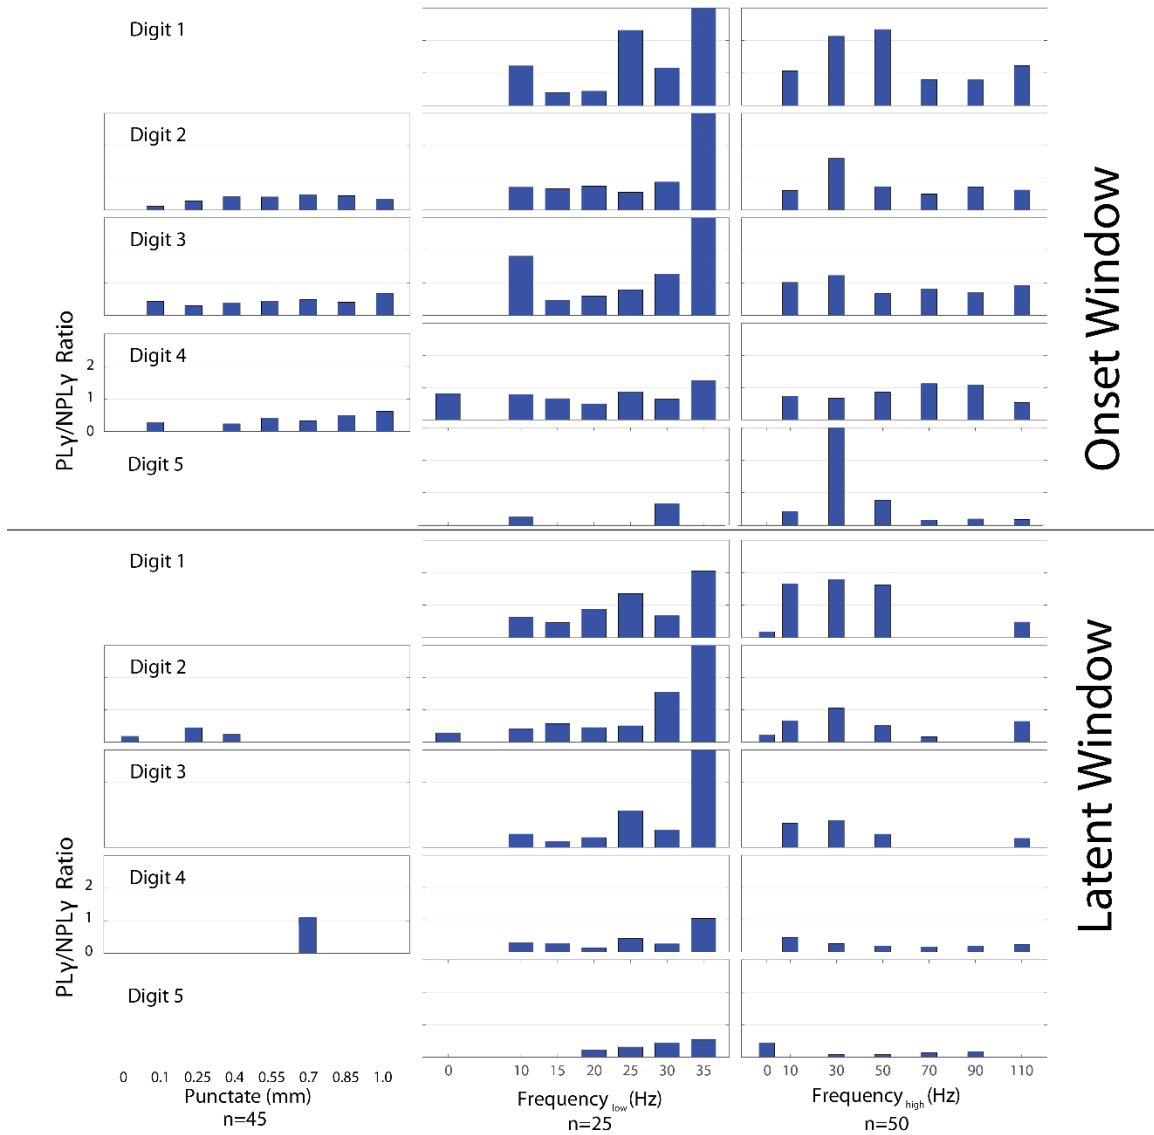 Digit 1
Digit 2
Digit 3
Digit 4
PLγ/NPLγ Ratio
2
1
0
Digit 5
Onset Window
Digit 1
Digit 2
Digit 3
Digit 4
PLγ/NPLγ Ratio
2
1
0
Digit 5
Latent Window
0 0.1 0.25 0.4 0.55 0.7 0.85 1.0
Punctate (mm)
n=45
0 10 15 20 25 30 35
Frequency low (Hz)
n=25
0 10 30 50 70 90 110
Frequency high (Hz)
n=50